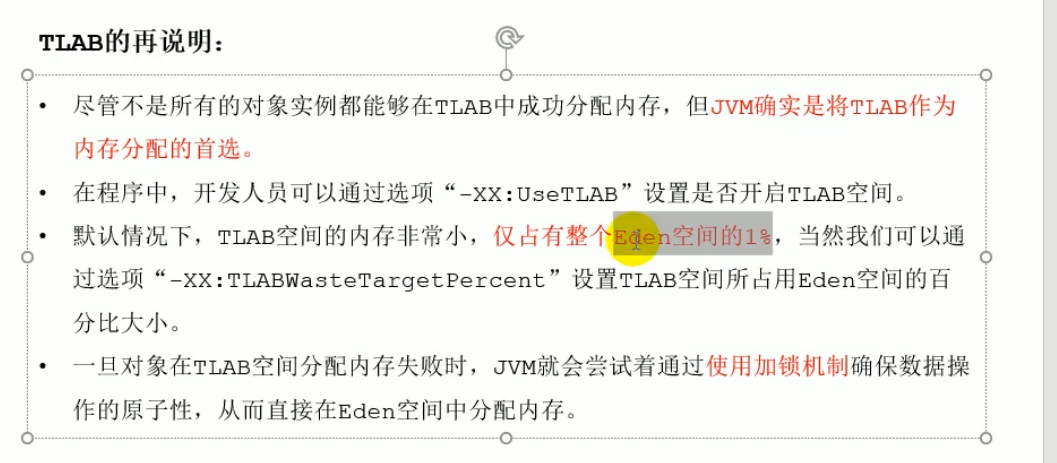 TLAB的再说明：
• 尽管不是所有的对象实例都能够在TLAB中成功分配内存，但JVM确实是将TLAB作为
内存分配的首选。
• 在程序中，开发人员可以通过选项“-XX:UseTLAB”设置是否开启TLAB空间。
• 默认情况下，TLAB空间的内存非常小，仅占有整个Eden空间的1%，当然我们可以通
过选项“-XX:TLABWasteTargetPercent”设置TLAB空间所占用Eden空间的百
分比大小。
• 一旦对象在TLAB空间分配内存失败时，JVM就会尝试着通过使用加锁机制确保数据操
作的原子性，从而直接在Eden空间中分配内存。